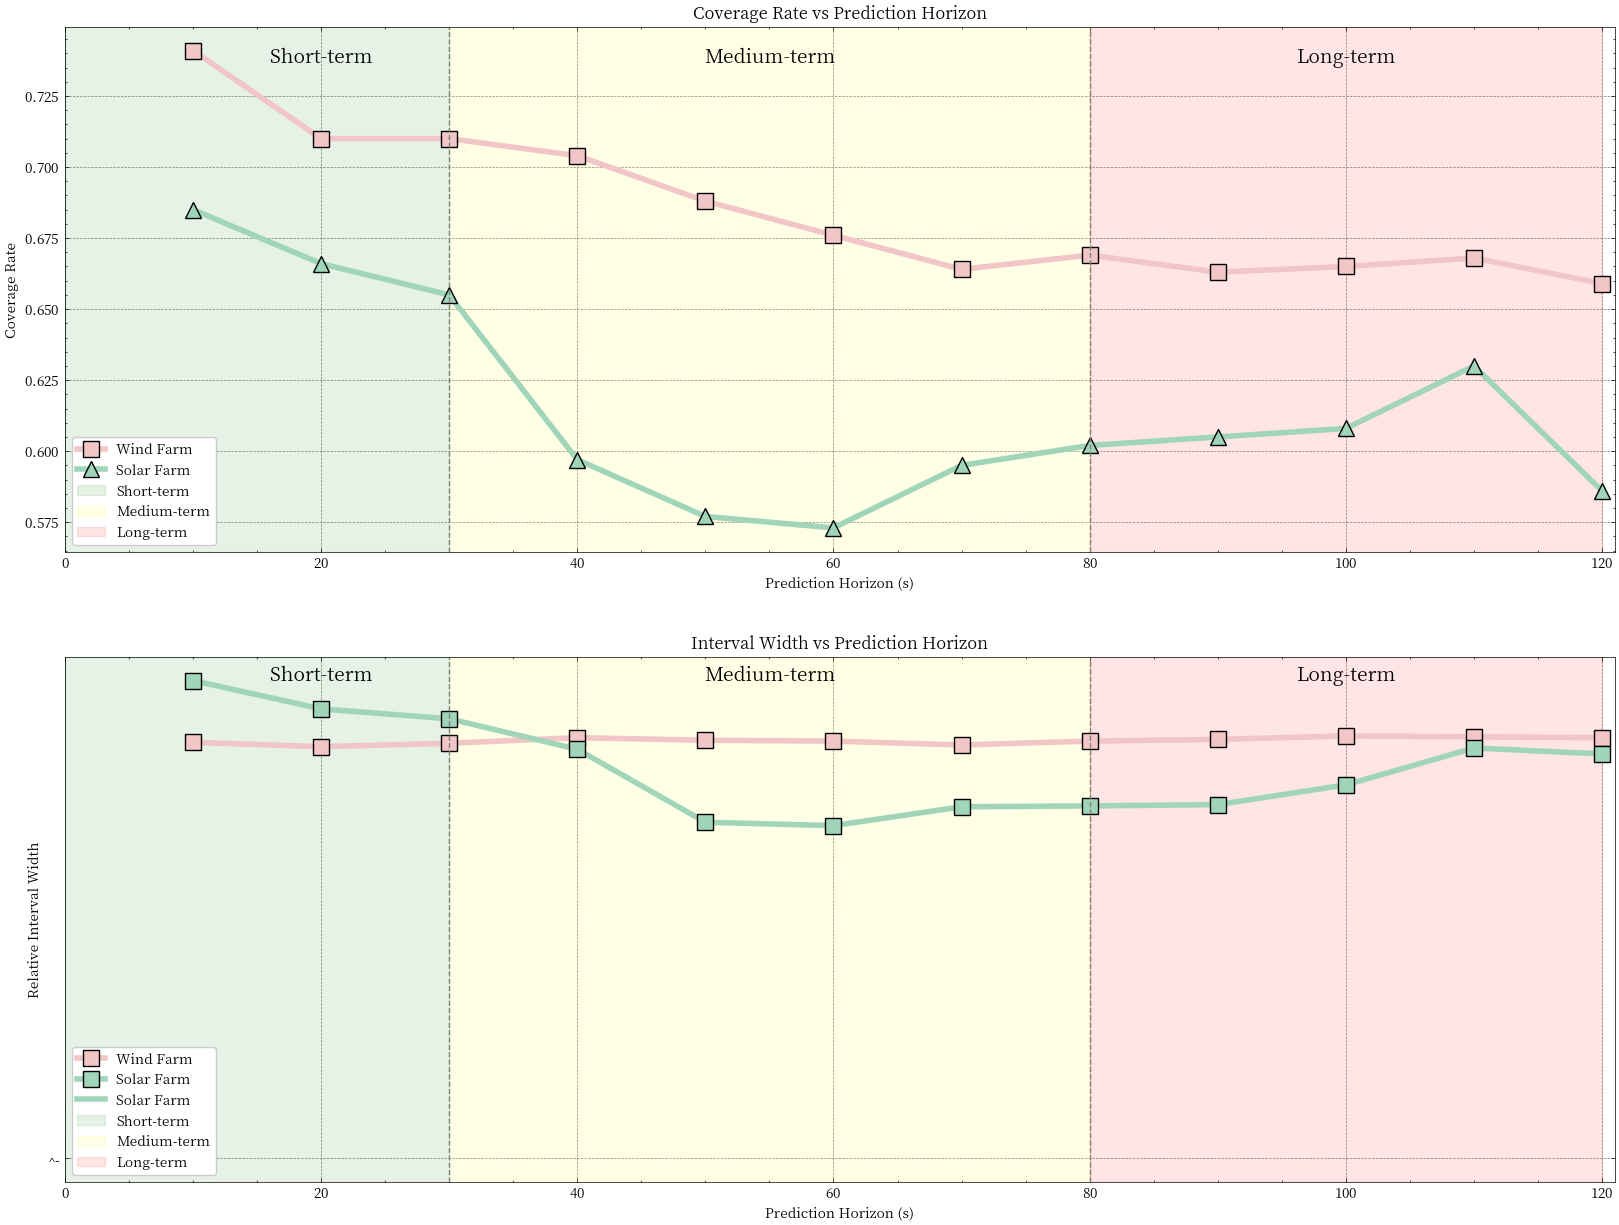 Coverage Rate vs Prediction Horizon
Short-term
Medium-term
Long-term
0.725
0.700
0.675
0.650
0.625
0.600
0.575
Coverage Rate
Wind Farm
Solar Farm
Short-term
Medium-term
Long-term
0 20 40 60 80 100 120
Prediction Horizon (s)
Interval Width vs Prediction Horizon
Short-term
Medium-term
Long-term
Relative Interval Width
Wind Farm
Solar Farm
Solar Farm
Short-term
Medium-term
Long-term
0 20 40 60 80 100 120
Prediction Horizon (s)